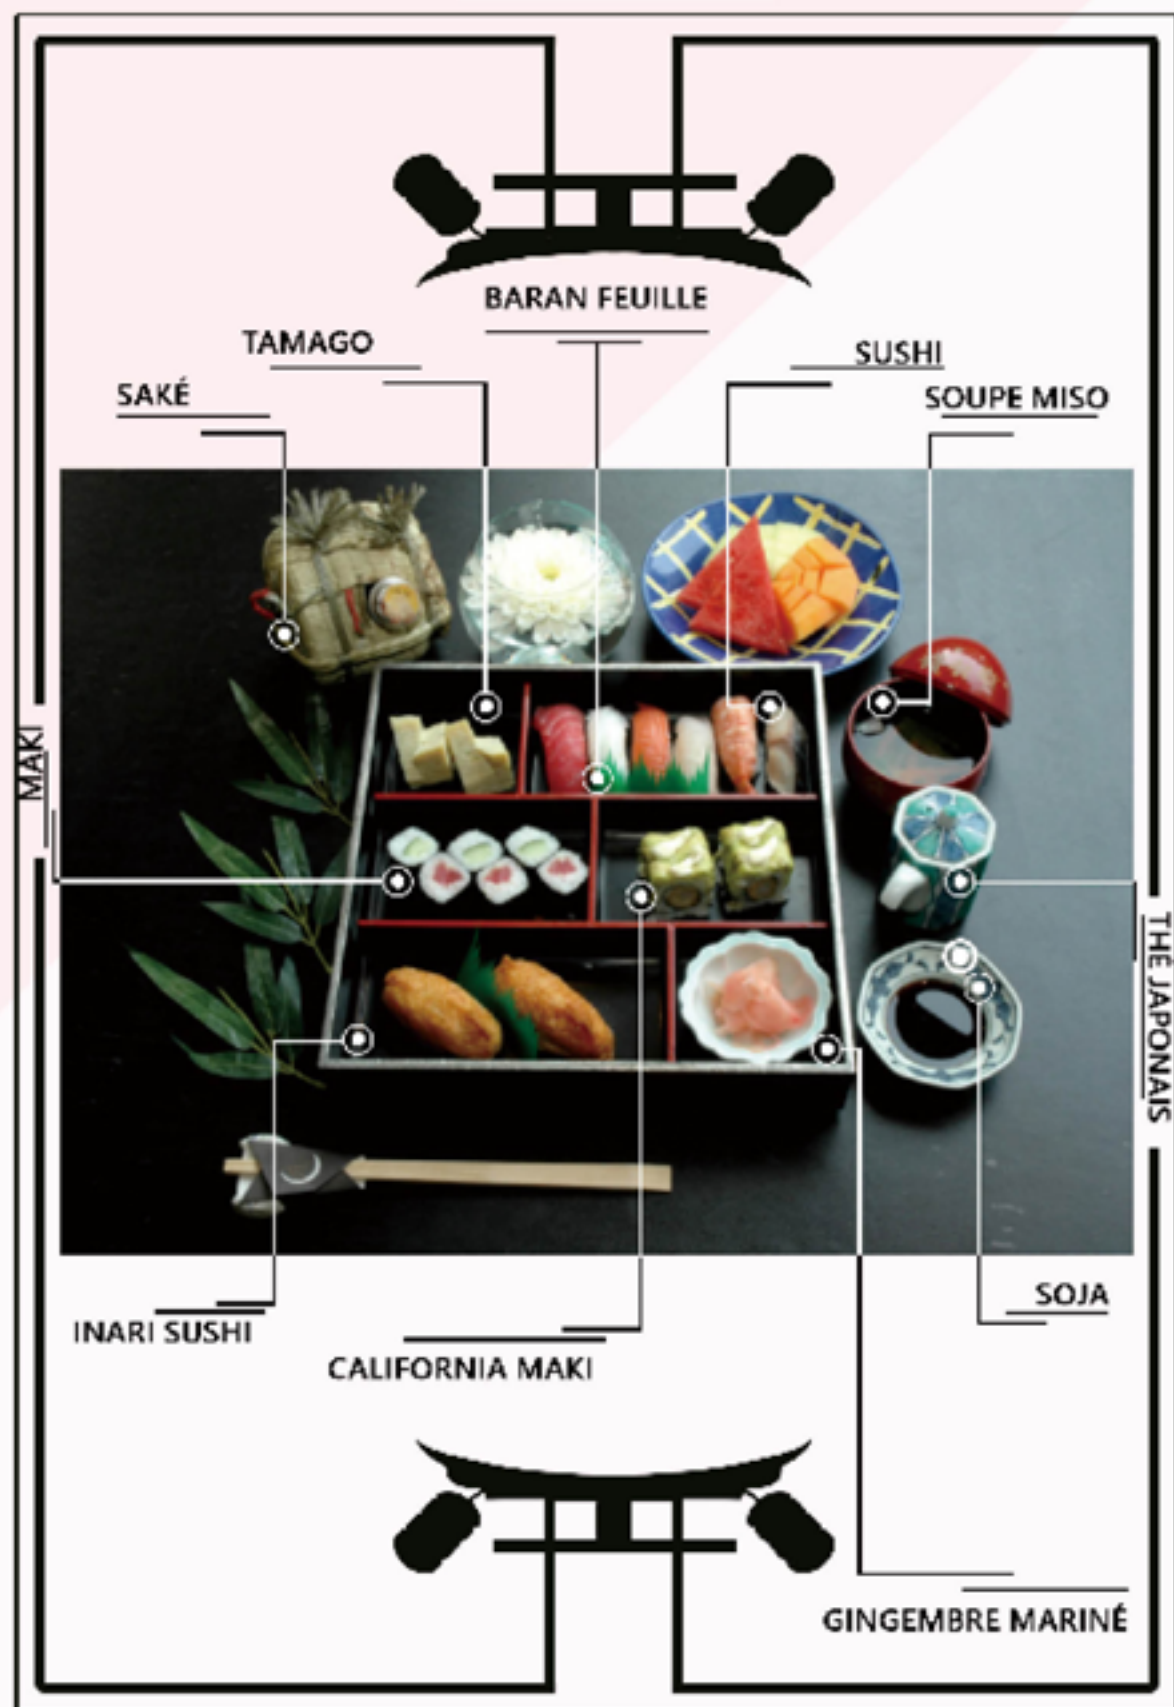 BARAN FEUILLE
TAMAGO
SUSHI
SAKÉ
SOUPE MISO
MAKI
THÉ JAPONAIS
SOJA
INARI SUSHI
CALIFORNIA MAKI
GINGEMBRE MARINÉ